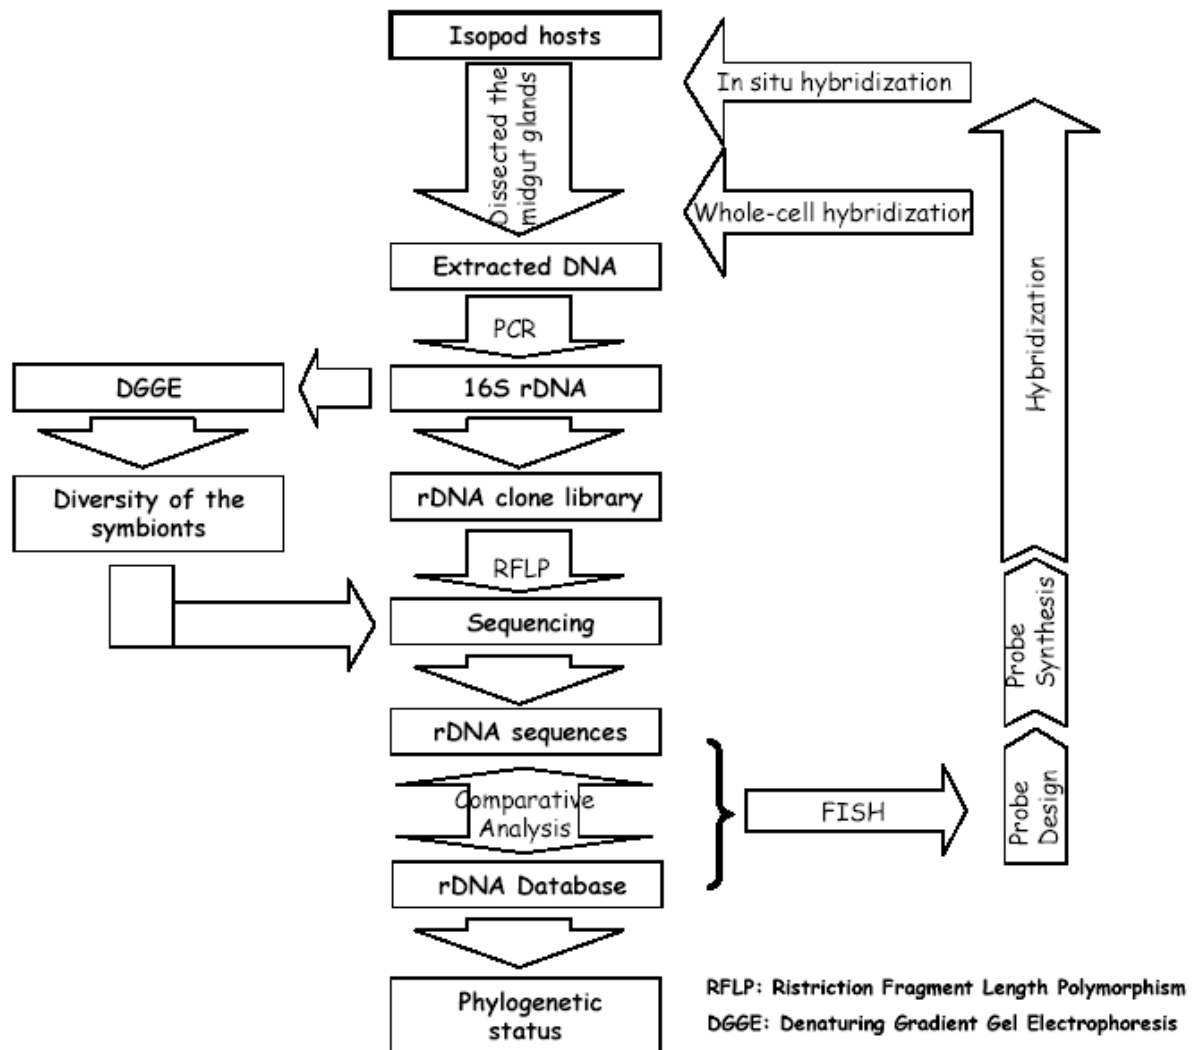 Isopod hosts
Dissected the
midgut glands
In situ hybridization
Whole-cell hybridization
Extracted DNA
Hybridization
PCR
DGGE
16S rDNA
Diversity of the
symbionts
rDNA clone library
RFLP
Sequencing
Probe
Synthesis
rDNA sequences
Comparative
Analysis
FISH
Probe
Design
rDNA Database
Phylogenetic
status
RFLP: Ristriction Fragment Length Polymorphism
DGGE: Denaturing Gradient Gel Electrophoresis